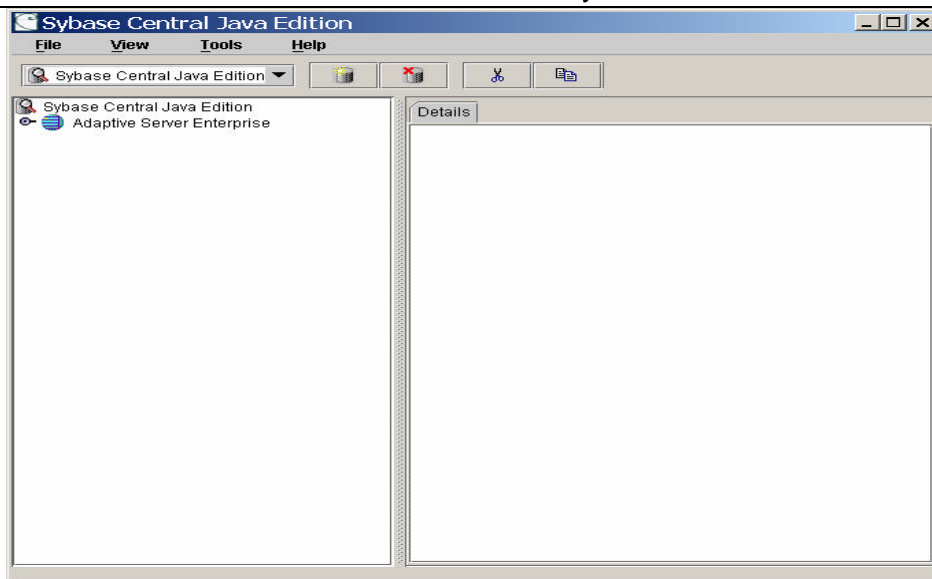 Sybase Central Java Edition
File View Tools Help
Sybase Central Java Edition
Sybase Central Java Edition
Adaptive Server Enterprise
Details